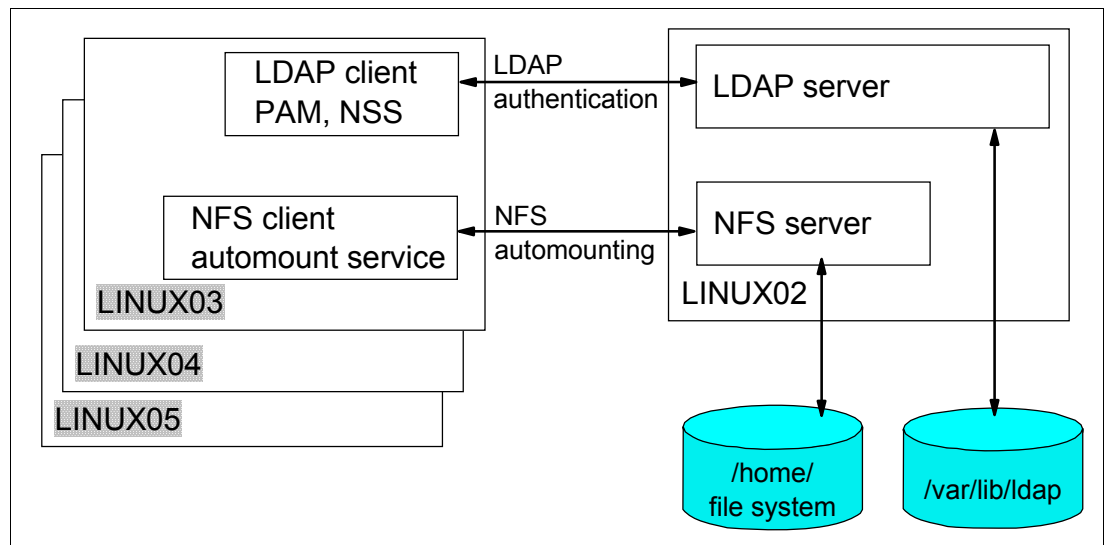 LDAP client
PAM, NSS
LDAP
authentication
LDAP server
NFS client
automount service
NFS
automounting
NFS server
LINUX03
LINUX02
LINUX04
LINUX05
/home/
file system
/var/lib/ldap